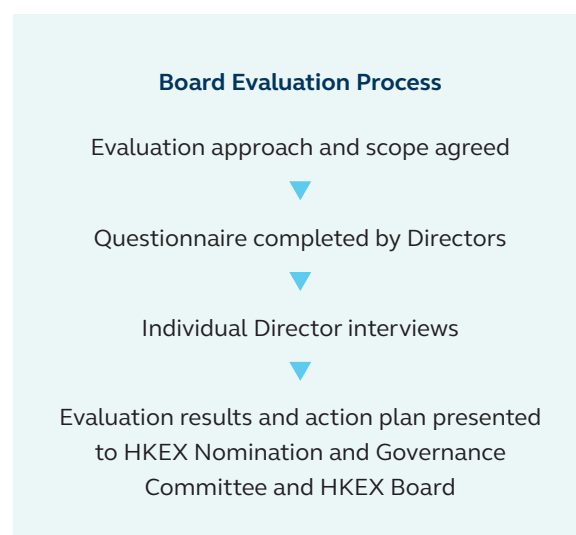 Board Evaluation Process
Evaluation approach and scope agreed
Questionnaire completed by Directors
Individual Director interviews
Evaluation results and action plan presented
to HKEX Nomination and Governance
Committee and HKEX Board